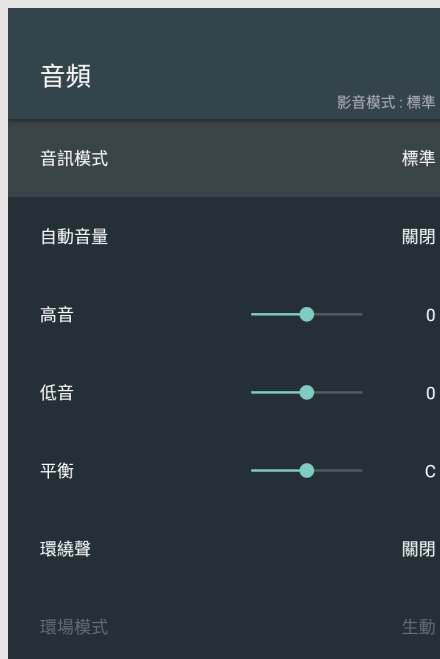 音頻
影音模式 : 標準
音訊模式 標準
自動音量 關閉
高音 0
低音 0
平衡 C
環繞聲 關閉
環場模式 生動